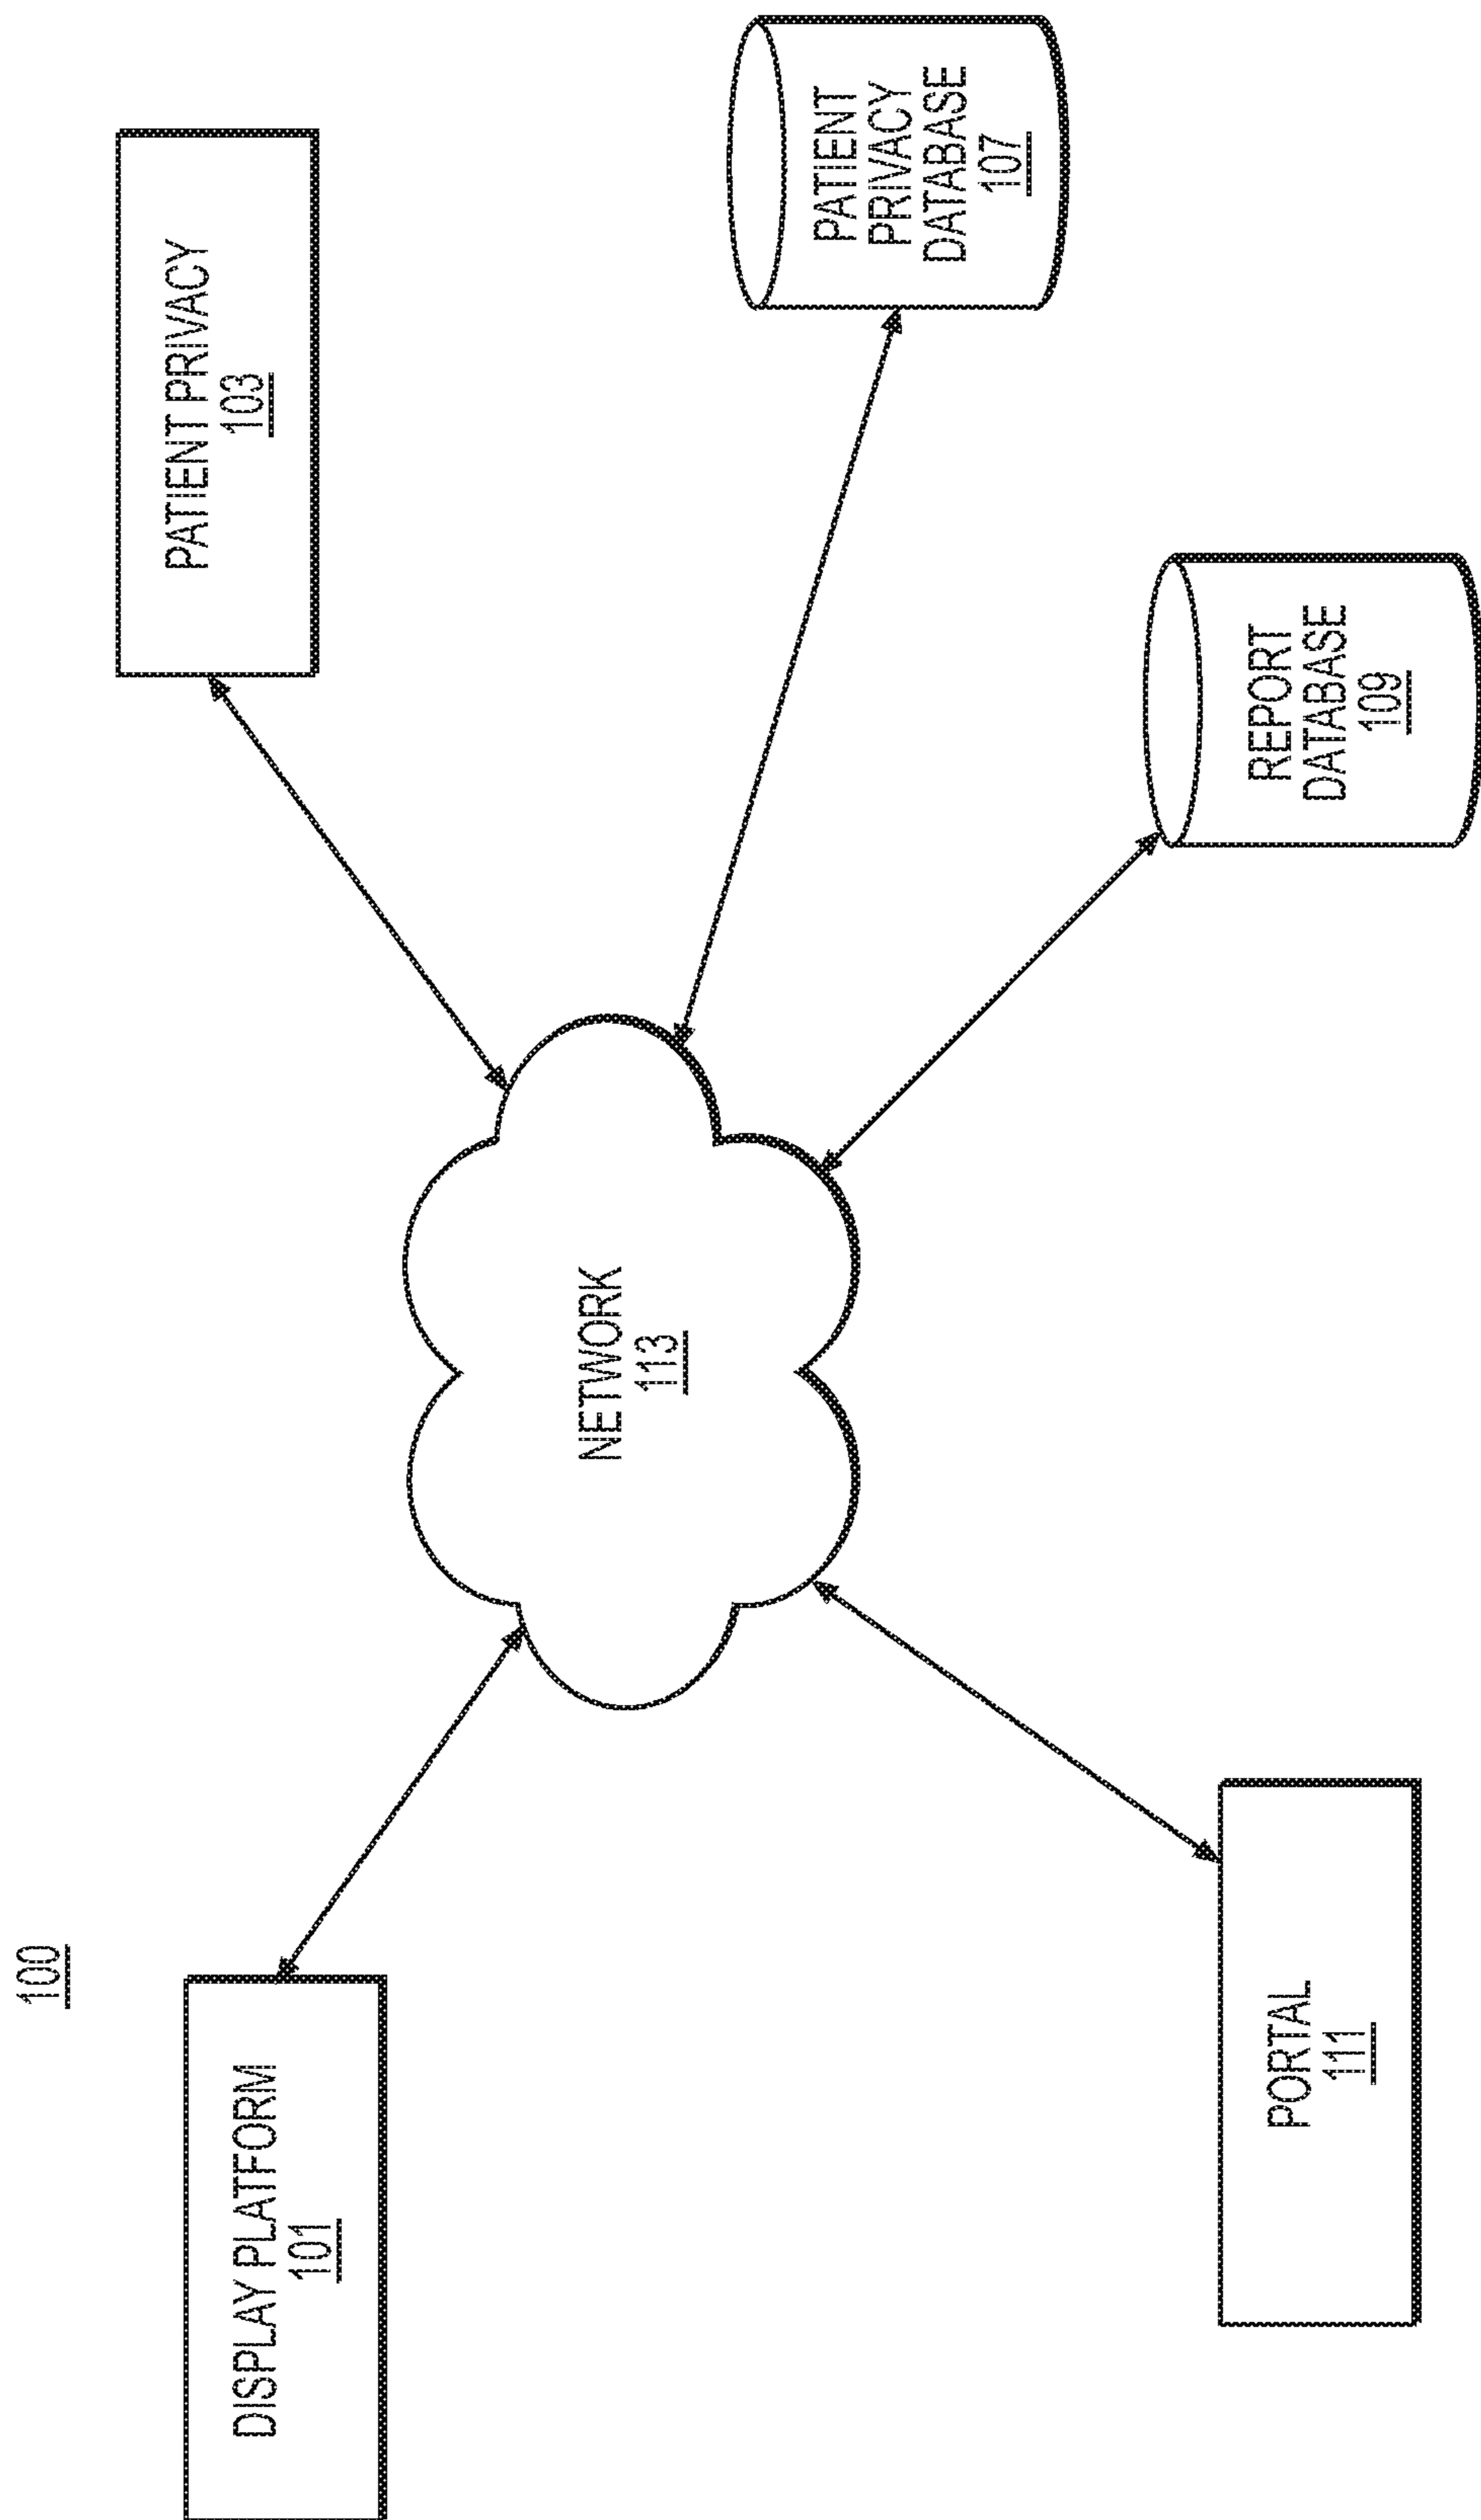 100
DISPLAY PLATFORM
101
PATIENT PRIVACY
103
NETWORK
113
PATIENT
PRIVACY
DATABASE
107
PORTAL
111
REPORT
DATABASE
109